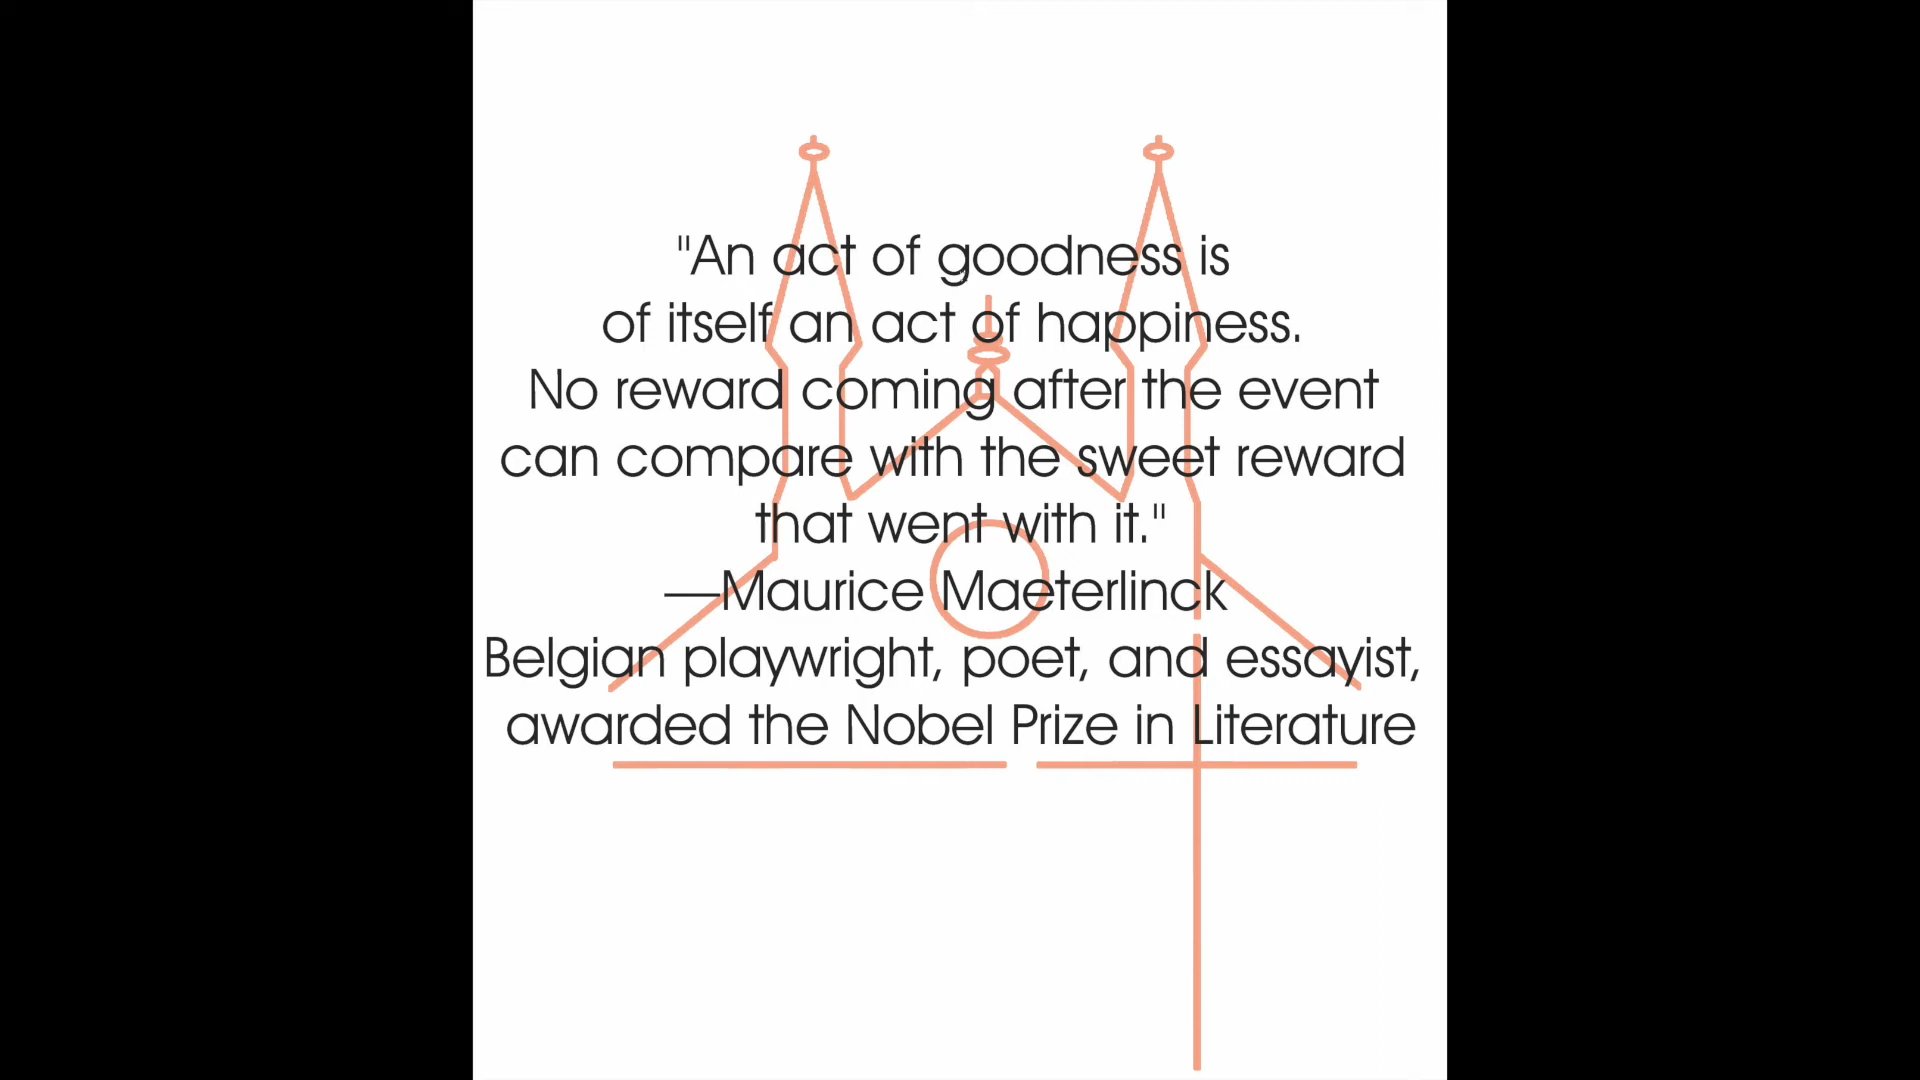 "An act of goodness is
of itself an act of happiness.
No reward coming after the event
can compare with the sweet reward
that went with it."
—Maurice Maeterlinck
Belgian playwright, poet, and essayist,
awarded the Nobel Prize in Literature